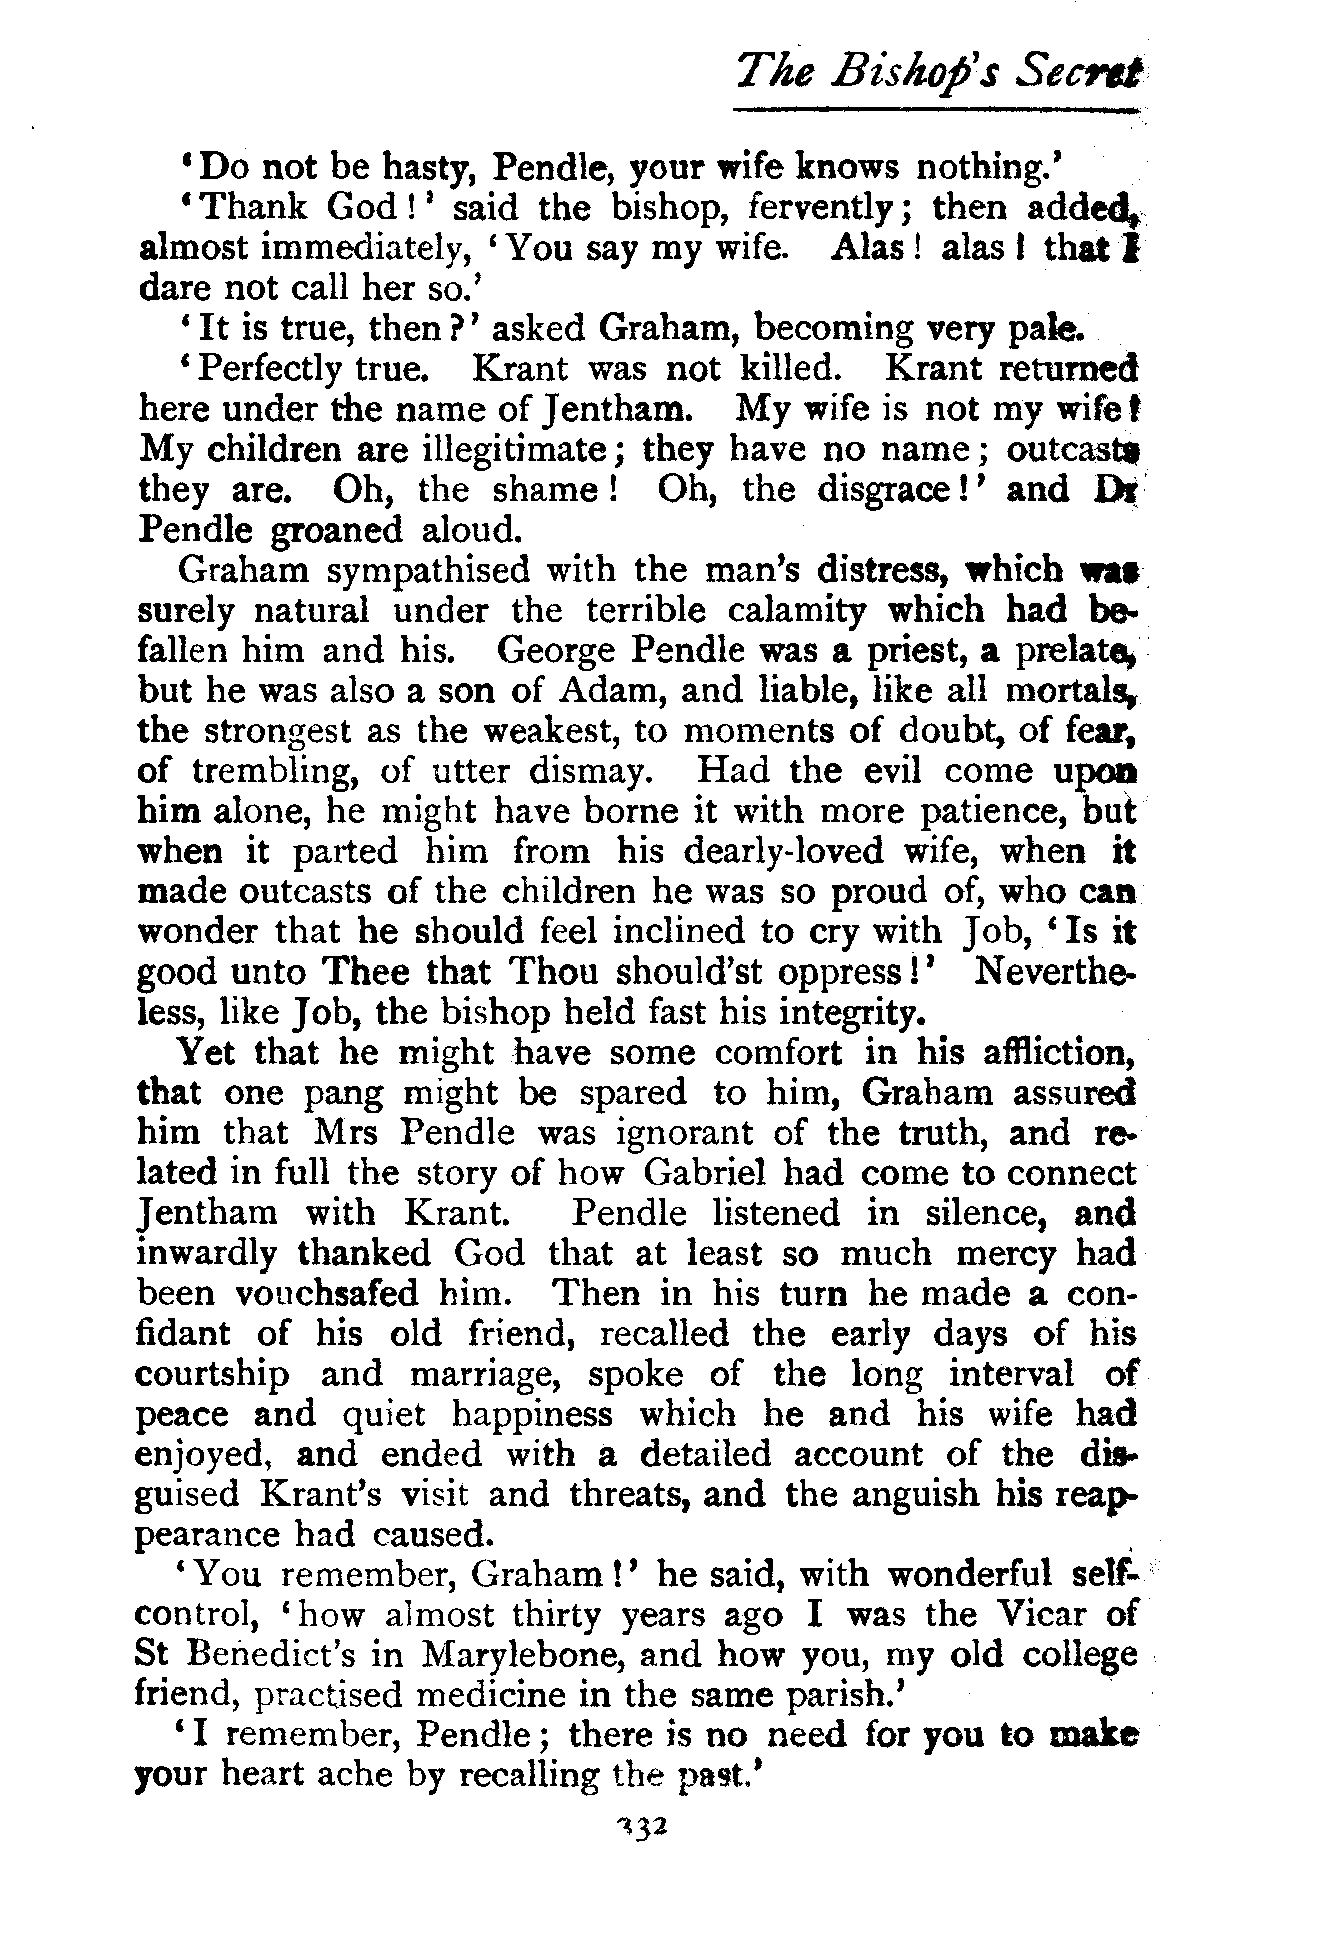 The Bishop's Secret
'Do not be hasty, Pendle, your wife knows nothing.'
'Thank God!' said the bishop, fervently; then added,
almost immediately, 'You say my wife. Alas! alas! that I
dare not call her so.'
'It is true, then?' asked Graham, becoming very pale.
'Perfectly true. Krant was not killed. Krant returned
here under the name of Jentham. My wife is not my wife!
My children are illegitimate; they have no name; outcasts
they are. Oh, the shame! Oh, the disgrace!' and Dr
Pendle groaned aloud.
Graham sympathised with the man's distress, which was
surely natural under the terrible calamity which had be-
fallen him and his. George Pendle was a priest, a prelate,
but he was also a son of Adam, and liable, like all mortals,
the strongest as the weakest, to moments of doubt, of fear,
of trembling, of utter dismay. Had the evil come upon
him alone, he might have borne it with more patience, but
when it parted him from his dearly-loved wife, when it
made outcasts of the children he was so proud of, who can
wonder that he should feel inclined to cry with Job, 'Is it
good unto Thee that Thou should'st oppress!' Neverthe-
less, like Job, the bishop held fast his integrity.
Yet that he might have some comfort in his affliction,
that one pang might be spared to him, Graham assured
him that Mrs Pendle was ignorant of the truth, and re-
lated in full the story of how Gabriel had come to connect
Jentham with Krant. Pendle listened in silence, and
inwardly thanked God that at least so much mercy had
been vouchsafed him. Then in his turn he made a con-
fidant of his old friend, recalled the early days of his
courtship and marriage, spoke of the long interval of
peace and quiet happiness which he and his wife had
enjoyed, and ended with a detailed account of the dis-
guised Krant's visit and threats, and the anguish his reap-
pearance had caused.
'You remember, Graham!' he said, with wonderful self-
control, 'how almost thirty years ago I was the Vicar of
St Benedict's in Marylebone, and how you, my old college
friend, practised medicine in the same parish.'
'I remember, Pendle; there is no need for you to make
your heart ache by recalling the past.'
332